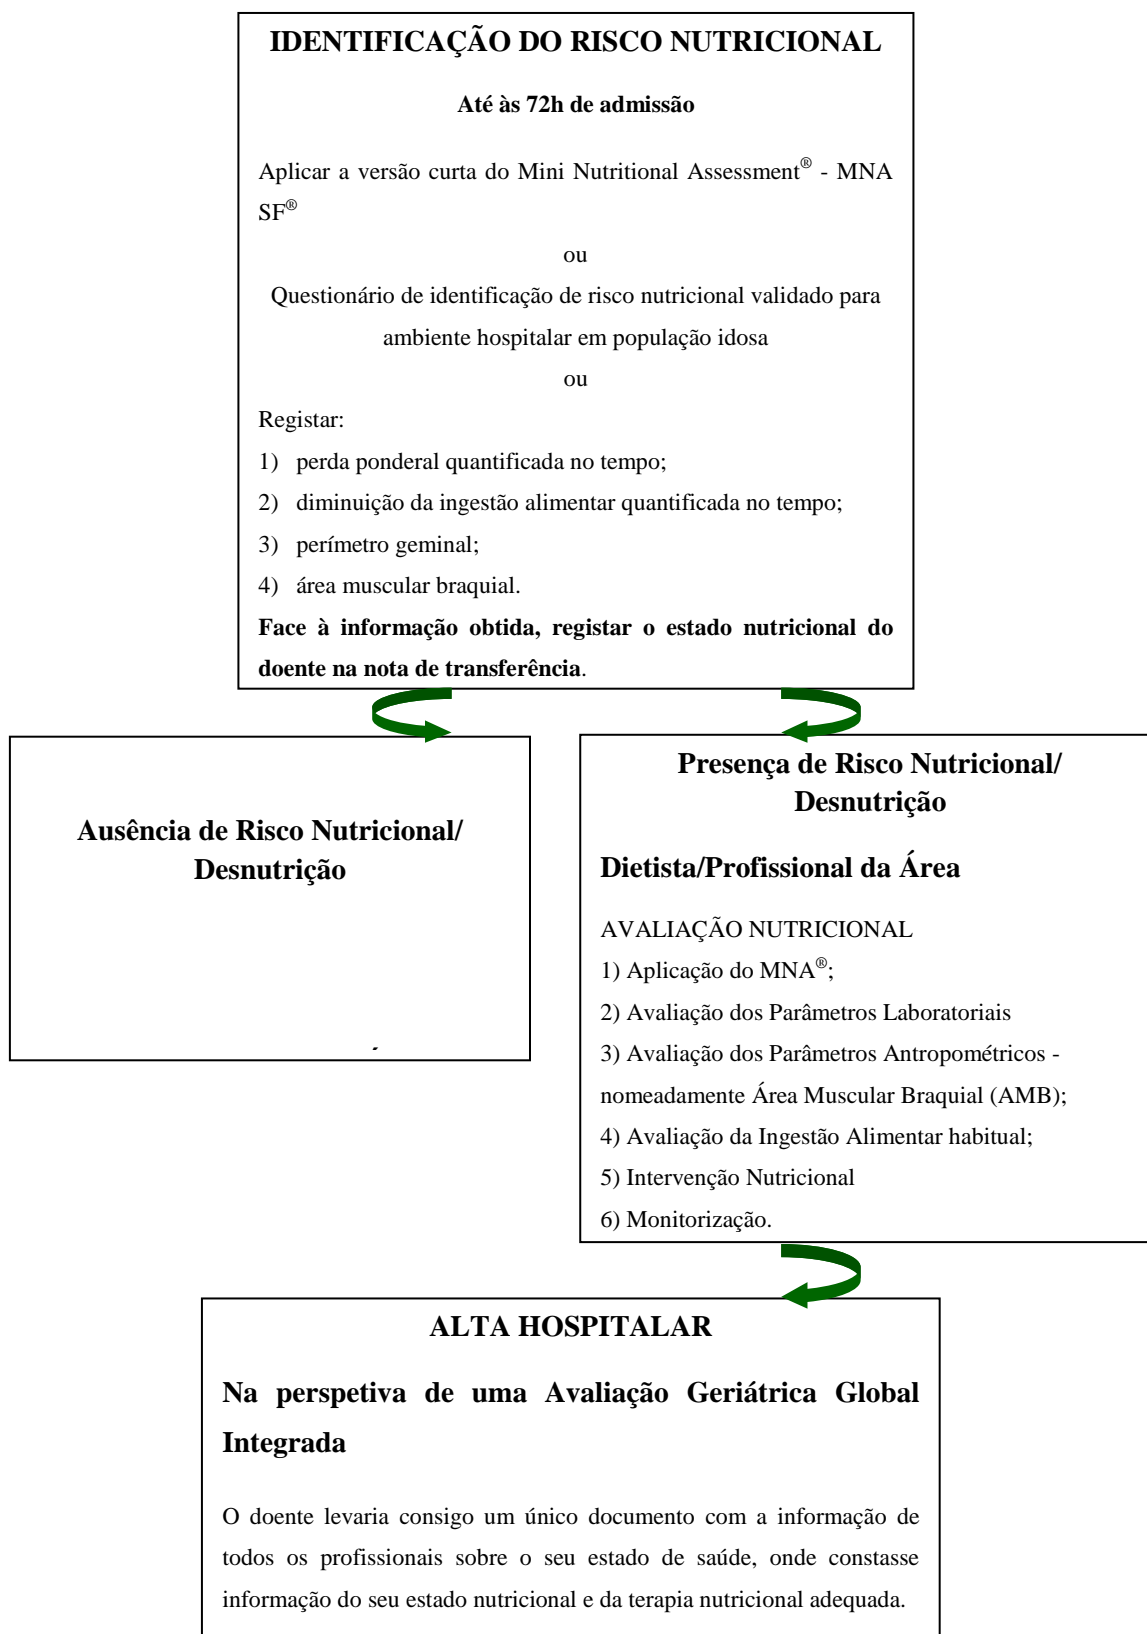 IDENTIFICAÇÃO DO RISCO NUTRICIONAL
Até às 72h de admissão
Aplicar a versão curta do Mini Nutritional Assessment® - MNA
SF®
ou
Questionário de identificação de risco nutricional validado para
ambiente hospitalar em população idosa
ou
Registar:
1) perda ponderal quantificada no tempo;
2) diminuição da ingestão alimentar quantificada no tempo;
3) perímetro geminal;
4) área muscular braquial.
Face à informação obtida, registar o estado nutricional do
doente na nota de transferência.
Ausência de Risco Nutricional/
Desnutrição
Presença de Risco Nutricional/
Desnutrição
Dietista/Profissional da Área
AVALIAÇÃO NUTRICIONAL
1) Aplicação do MNA®;
2) Avaliação dos Parâmetros Laboratoriais
3) Avaliação dos Parâmetros Antropométricos -
nomeadamente Área Muscular Braquial (AMB);
4) Avaliação da Ingestão Alimentar habitual;
5) Intervenção Nutricional
6) Monitorização.
ALTA HOSPITALAR
Na perspetiva de uma Avaliação Geriátrica Global
Integrada
O doente levaria consigo um único documento com a informação de
todos os profissionais sobre o seu estado de saúde, onde constasse
informação do seu estado nutricional e da terapia nutricional adequada.